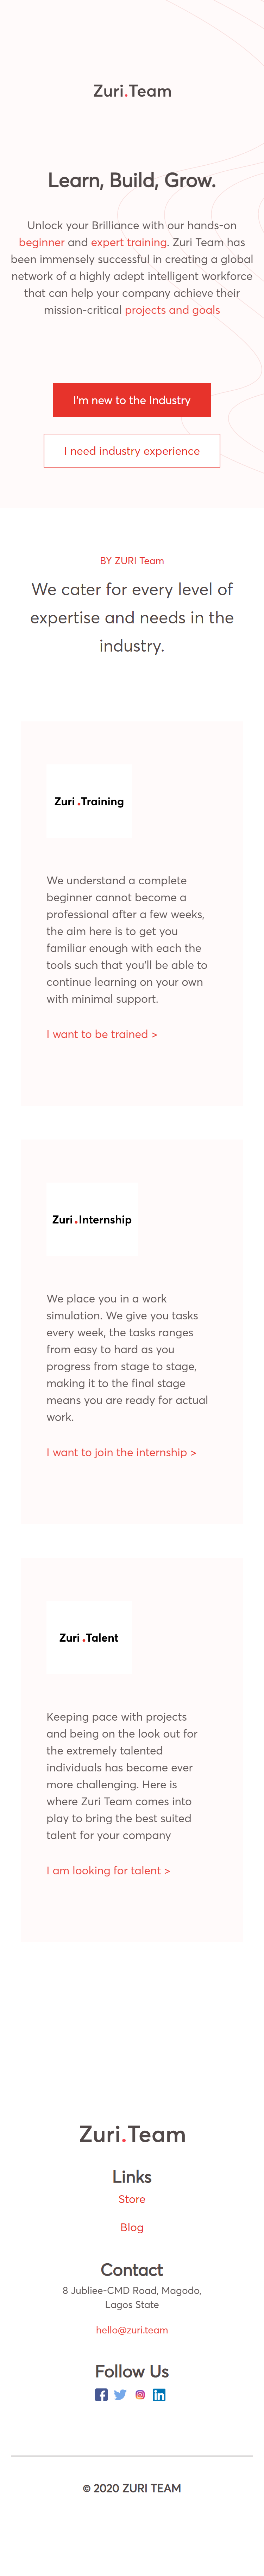 Zuri.Team
Learn, Build, Grow.
Unlock your Brilliance with our hands-on
beginner and expert training. Zuri Team has
been immensely successful in creating a global
network of a highly adept intelligent workforce
that can help your company achieve their
mission-critical projects and goals
I'm new to the Industry
I need industry experience
BY ZURI Team
We cater for every level of
expertise and needs in the
industry.
Zuri.Training
We understand a complete
beginner cannot become a
professional after a few weeks,
the aim here is to get you
familiar enough with each the
tools such that you'll be able to
continue learning on your own
with minimal support.
I want to be trained >
Zuri.Internship
We place you in a work
simulation. We give you tasks
every week, the tasks ranges
from easy to hard as you
progress from stage to stage,
making it to the final stage
means you are ready for actual
work.
I want to join the internship >
Zuri.Talent
Keeping pace with projects
and being on the look out for
the extremely talented
individuals has become ever
more challenging. Here is
where Zuri Team comes into
play to bring the best suited
talent for your company
I am looking for talent >
Zuri.Team
Links
Store
Blog
Contact
8 Jubliee-CMD Road, Magodo,
Lagos State
hello@zuri.team
Follow Us
© 2020 ZURI TEAM